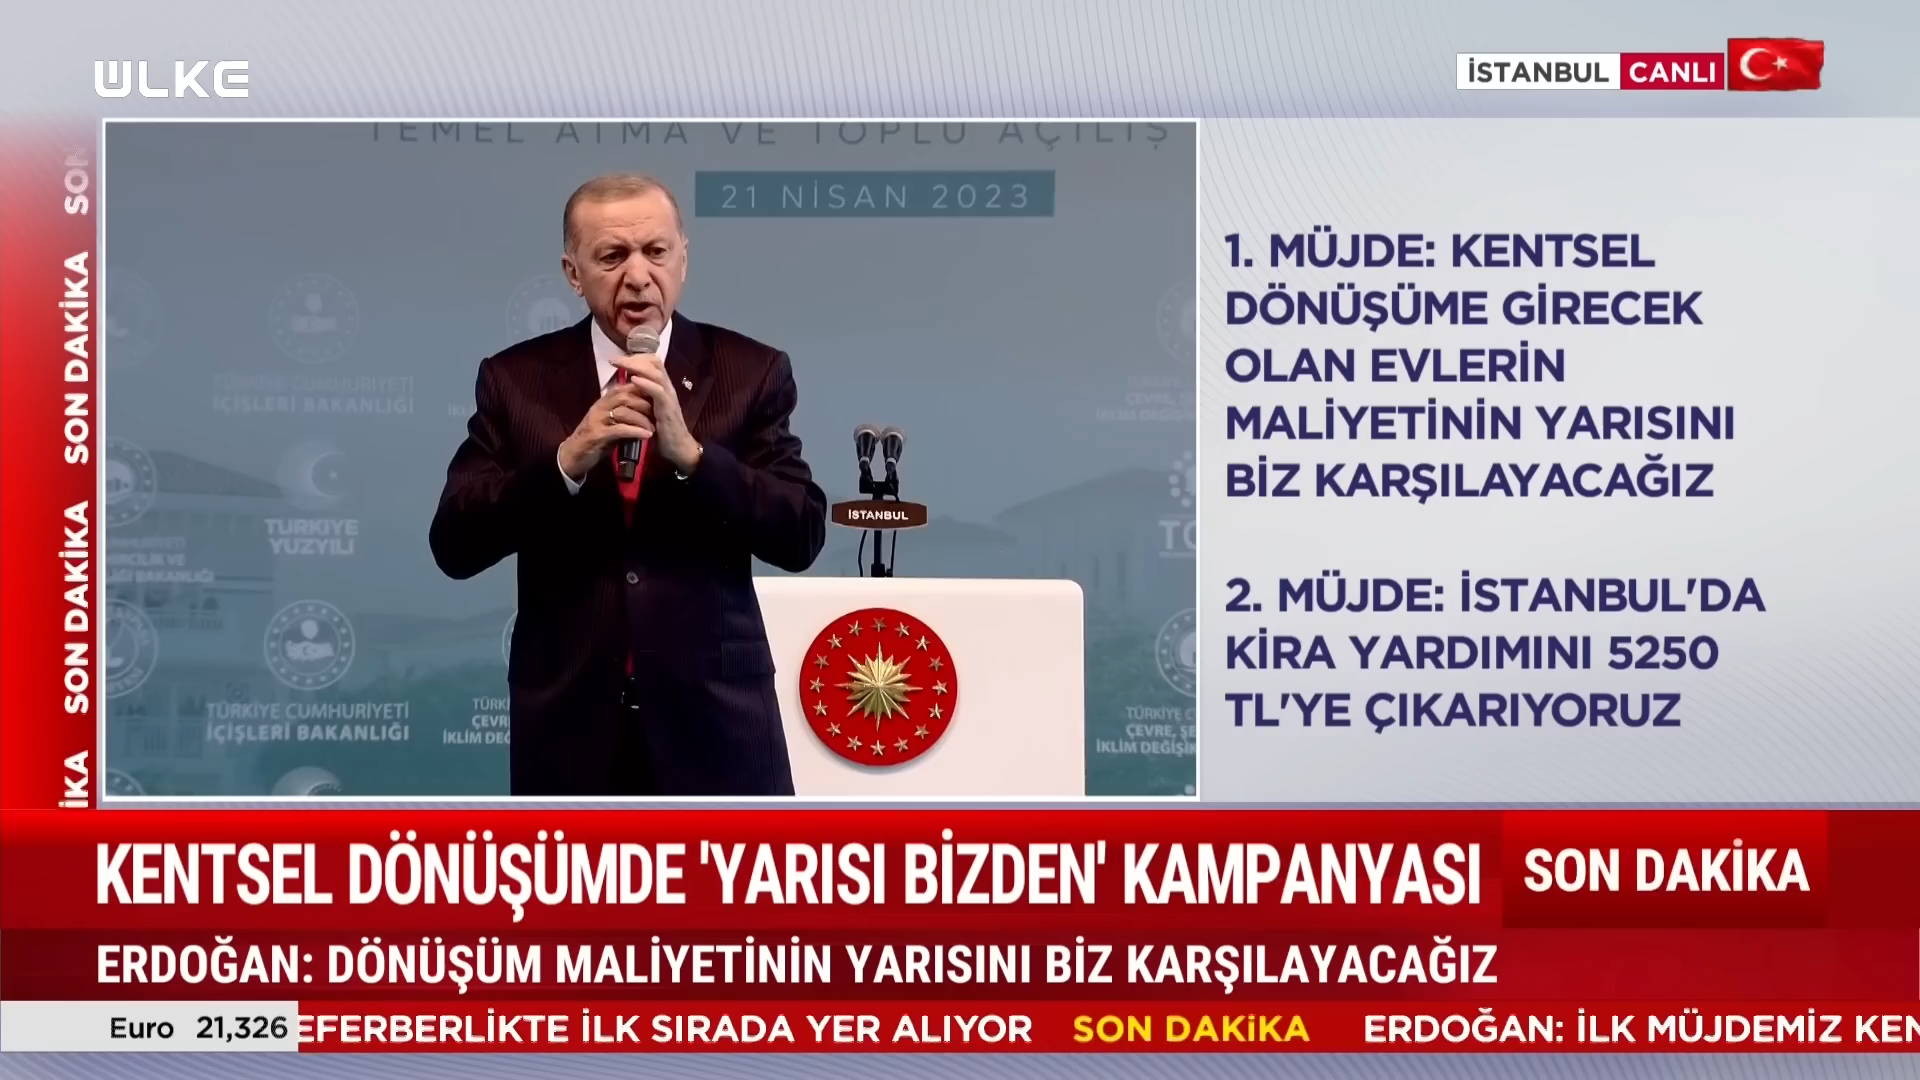 ÜLKE
İSTANBUL CANLI
TEMEL ATMA VE TOPLU AÇILIŞ
21 NİSAN 2023
SON DAKİKA
SON DAKİKA
TÜRKİYE CUMHURİYETİ
İÇİŞLERİ BAKANLIĞI
TÜRKİYE
YÜZYILI
İSTANBUL
TÜRKİYE CUMHURİYETİ
İÇİŞLERİ BAKANLIĞI
1. MÜJDE: KENTSEL
DÖNÜŞÜME GİRECEK
OLAN EVLERİN
MALİYETİNİN YARISINI
BİZ KARŞILAYACAĞIZ
2. MÜJDE: İSTANBUL'DA
KİRA YARDIMINI 5250
TL'YE ÇIKARIYORUZ
KENTSEL DÖNÜŞÜMDE 'YARISI BİZDEN' KAMPANYASI
SON DAKİKA
ERDOĞAN: DÖNÜŞÜM MALİYETİNİN YARISINI BİZ KARŞILAYACAĞIZ
Euro 21,326
EFERBERLİKTE İLK SIRADA YER ALIYOR SON DAKİKA ERDOĞAN: İLK MÜJDEMİZ KEN